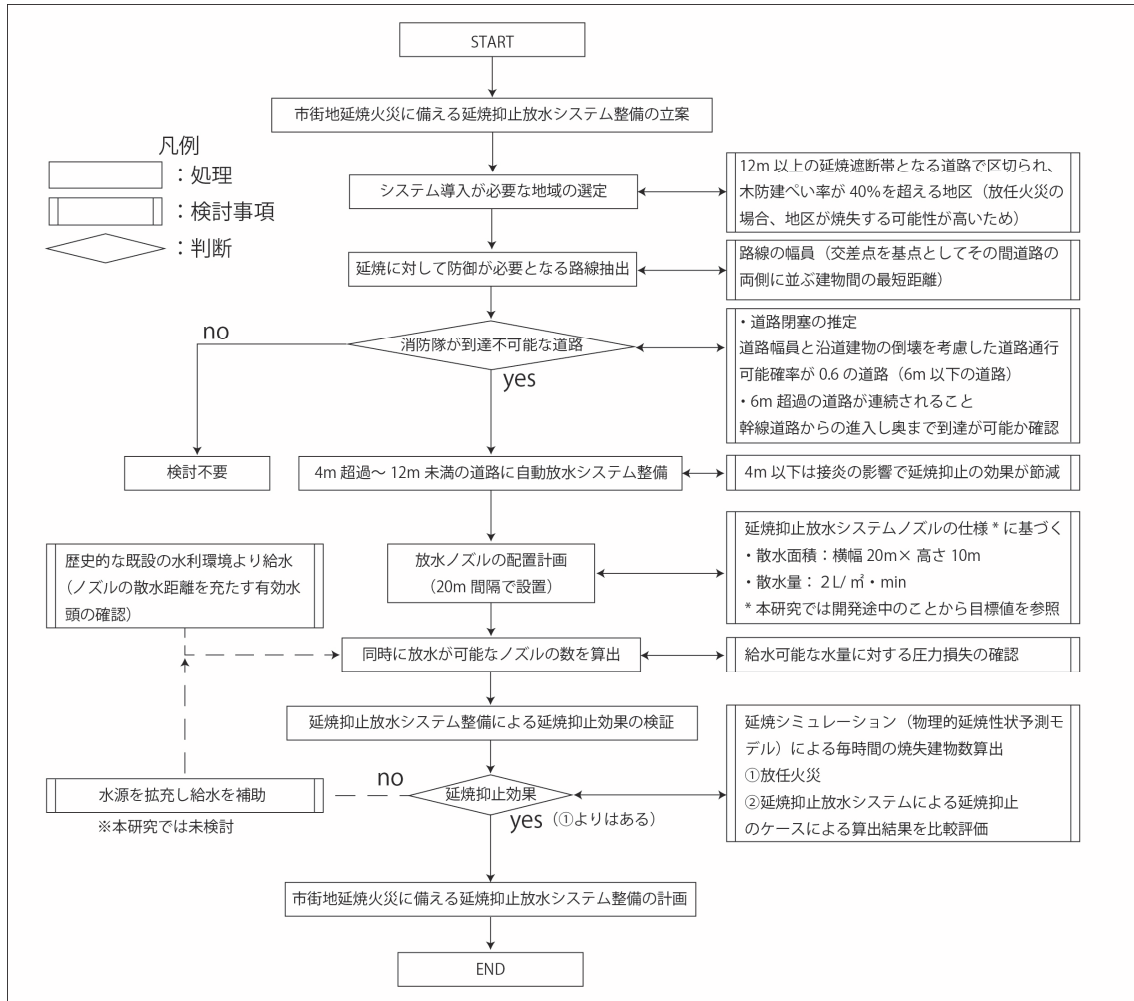 START
市街地延焼火災に備える延焼抑止放水システム整備の立案
凡例
：処理
：検討事項
：判断
システム導入が必要な地域の選定
12m 以上の延焼遮断帯となる道路で区切られ、
木防建ぺい率が 40%を超える地区（放任火災の
場合、地区が焼失する可能性が高いため）
延焼に対して防御が必要となる路線抽出
路線の幅員（交差点を基点としてその間道路の
両側に並ぶ建物間の最短距離）
no
消防隊が到達不可能な道路
yes
・道路閉塞の推定
道路幅員と沿道建物の倒壊を考慮した道路通行
可能確率が 0.6 の道路（6m 以下の道路）
・6m 超過の道路が連続されること
幹線道路からの進入し奥まで到達が可能か確認
検討不要
4m 超過～ 12m 未満の道路に自動放水システム整備
4m 以下は接炎の影響で延焼抑止の効果が節減
放水ノズルの配置計画
（20m 間隔で設置）
延焼抑止放水システムノズルの仕様 * に基づく
・散水面積：横幅 20m× 高さ 10m
・散水量： 2 L/ ㎡・min
* 本研究では開発途中のことから目標値を参照
歴史的な既設の水利環境より給水
（ノズルの散水距離を充たす有効水
頭の確認）
同時に放水が可能なノズルの数を算出
給水可能な水量に対する圧力損失の確認
延焼抑止放水システム整備による延焼抑止効果の検証
延焼シミュレーション（物理的延焼性状予測モ
デル）による毎時間の焼失建物数算出
①放任火災
②延焼抑止放水システムによる延焼抑止
のケースによる算出結果を比較評価
水源を拡充し給水を補助
※本研究では未検討
no
延焼抑止効果
yes（①よりはある）
市街地延焼火災に備える延焼抑止放水システム整備の計画
END